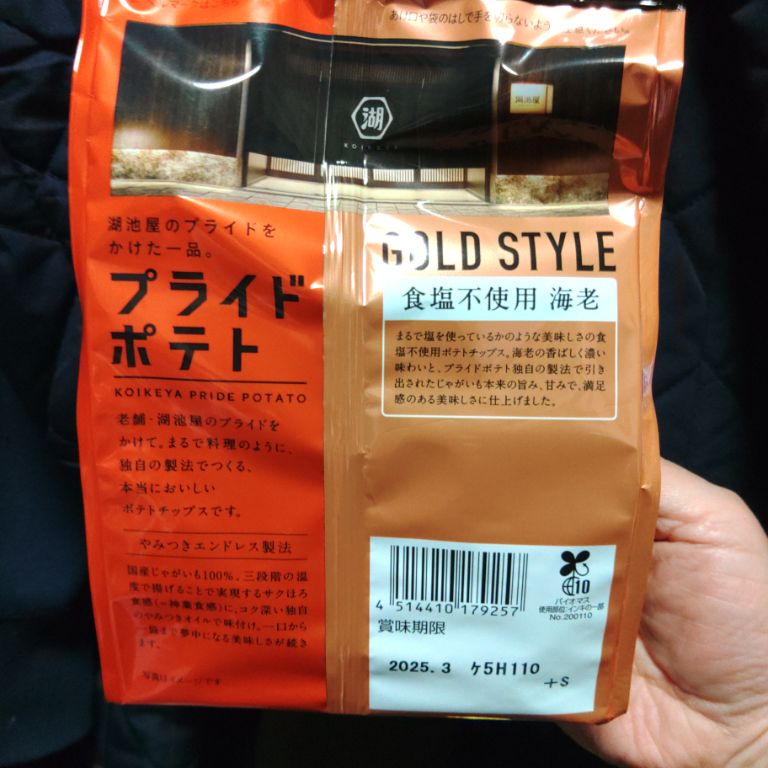 マークはこちら
あけ口や袋のはしで手を切らないよう
湖池屋
湖
KOIKEYA
湖池屋のプライドを
かけた一品。
プライド
ポテト
KOIKEYA PRIDE POTATO
老舗・湖池屋のプライドを
かけて。まるで料理のように、
独自の製法でつくる、
本当においしい
ポテトチップスです。
やみつきエンドレス製法
国産じゃがいも100%。三段階の温
度で揚げることで実現するサクほろ
食感(=神業食感)に、コク深い独自
のやみつきオイルで味付け。一口から
一袋まで夢中になる美味しさが続き
ます。
写真はイメージです
GOLD STYLE
食塩不使用 海老
まるで塩を使っているかのような美味しさの食
塩不使用ポテトチップス。海老の香ばしく濃い
味わいと、プライドポテト独自の製法で引き
出されたじゃがいも本来の旨み、甘みで、満足
感のある美味しさに仕上げました。
4 514410 179257
バイオマス
使用部位:インキの一部
No.200110
賞味期限
2025.3 ケ5H110
+S